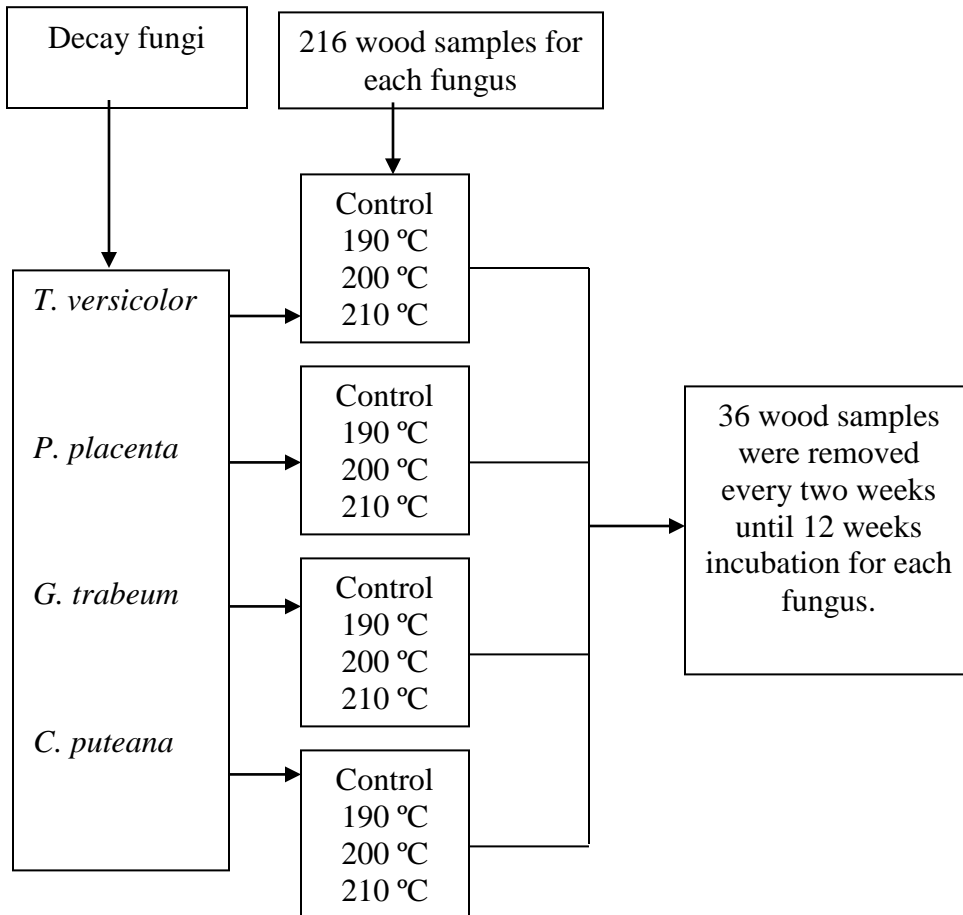 Decay fungi
216 wood samples for
each fungus
T. versicolor
P. placenta
G. trabeum
C. puteana
Control
190 ºC
200 ºC
210 ºC
Control
190 ºC
200 ºC
210 ºC
Control
190 ºC
200 ºC
210 ºC
Control
190 ºC
200 ºC
210 ºC
36 wood samples
were removed
every two weeks
until 12 weeks
incubation for each
fungus.